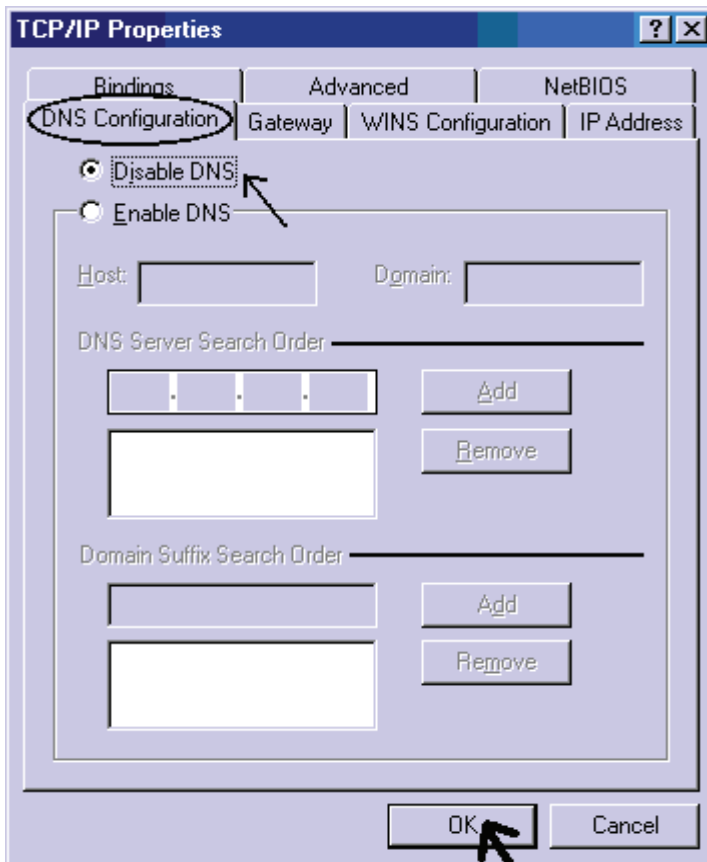 TCP/IP Properties
Bindings Advanced NetBIOS
DNS Configuration Gateway WINS Configuration IP Address
Disable DNS
Enable DNS
Host: Domain:
DNS Server Search Order
Add
Remove
Domain Suffix Search Order
Add
Remove
OK Cancel